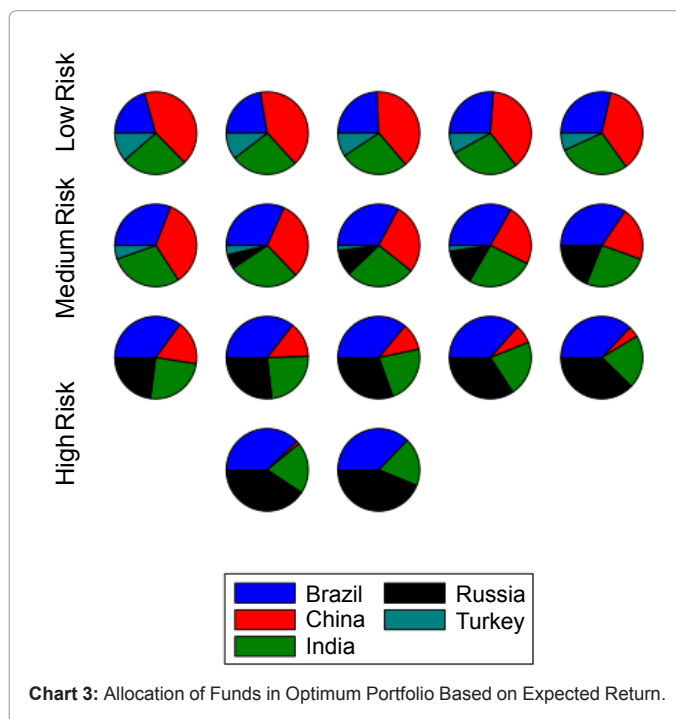 Low Risk
Medium Risk
High Risk
Brazil
China
India
Russia
Turkey
Chart 3: Allocation of Funds in Optimum Portfolio Based on Expected Return.